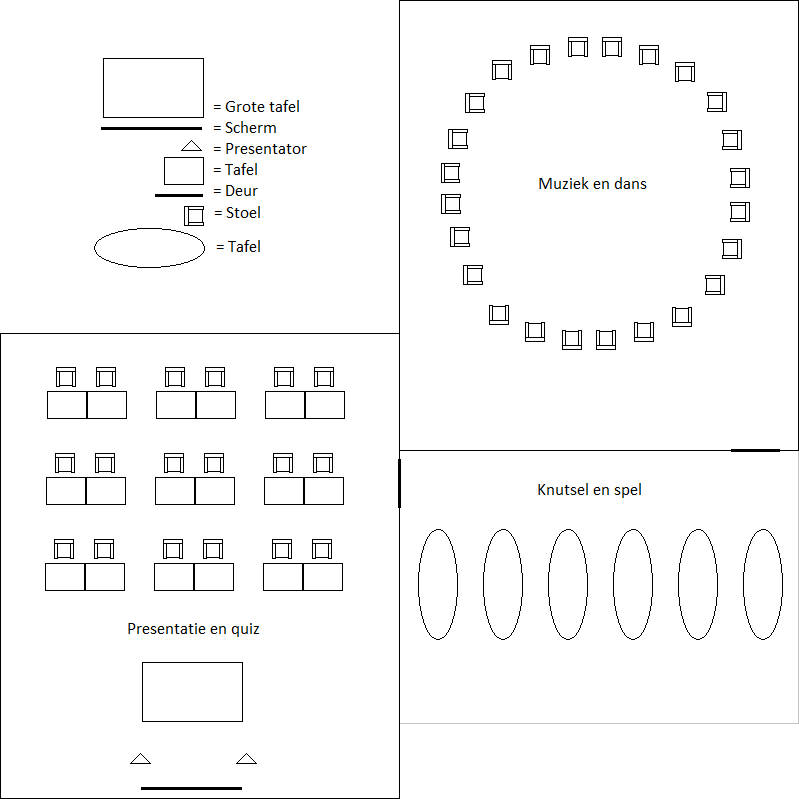 = Grote tafel
= Scherm
= Presentator
= Tafel
= Deur
= Stoel
= Tafel
Muziek en dans
Knutsel en spel
Presentatie en quiz